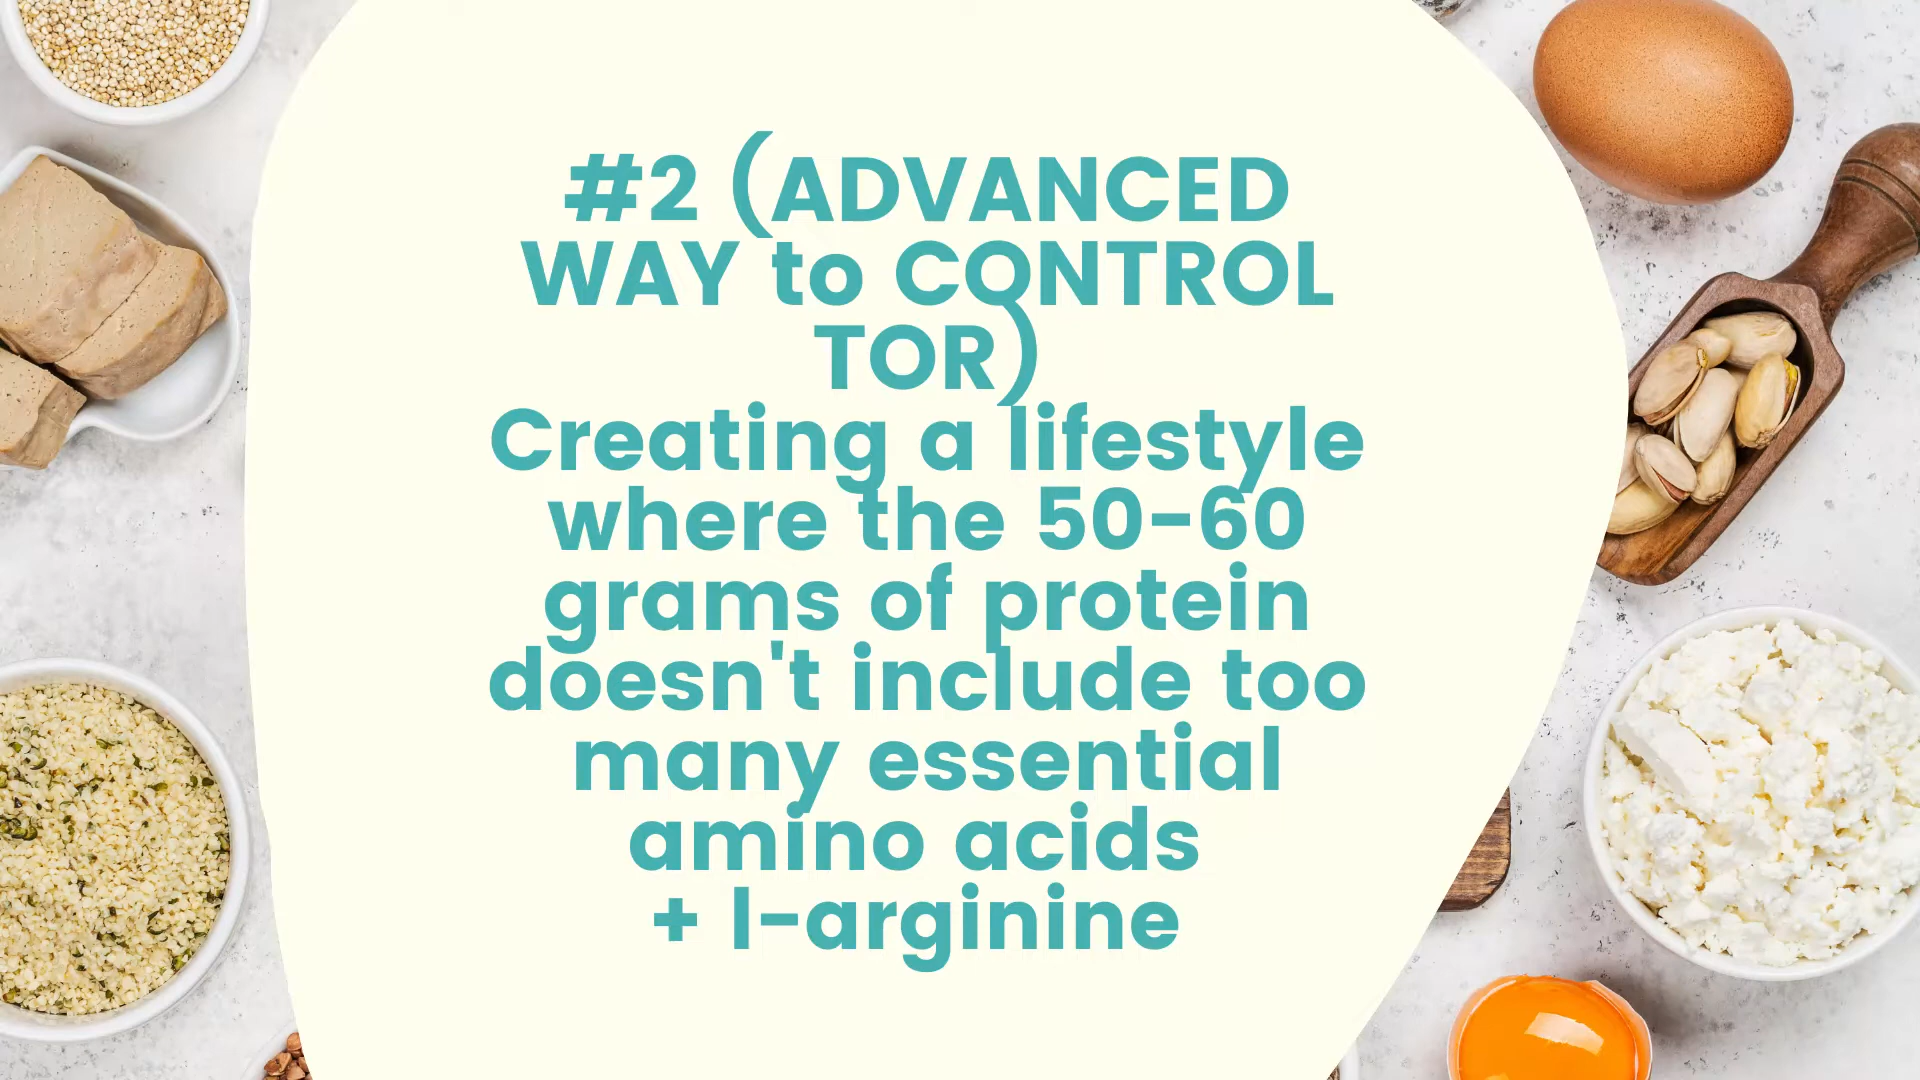 #2 (ADVANCED
WAY to CONTROL
TOR)
Creating a lifestyle
where the 50-60
grams of protein
doesn't include too
many essential
amino acids
+ l-arginine